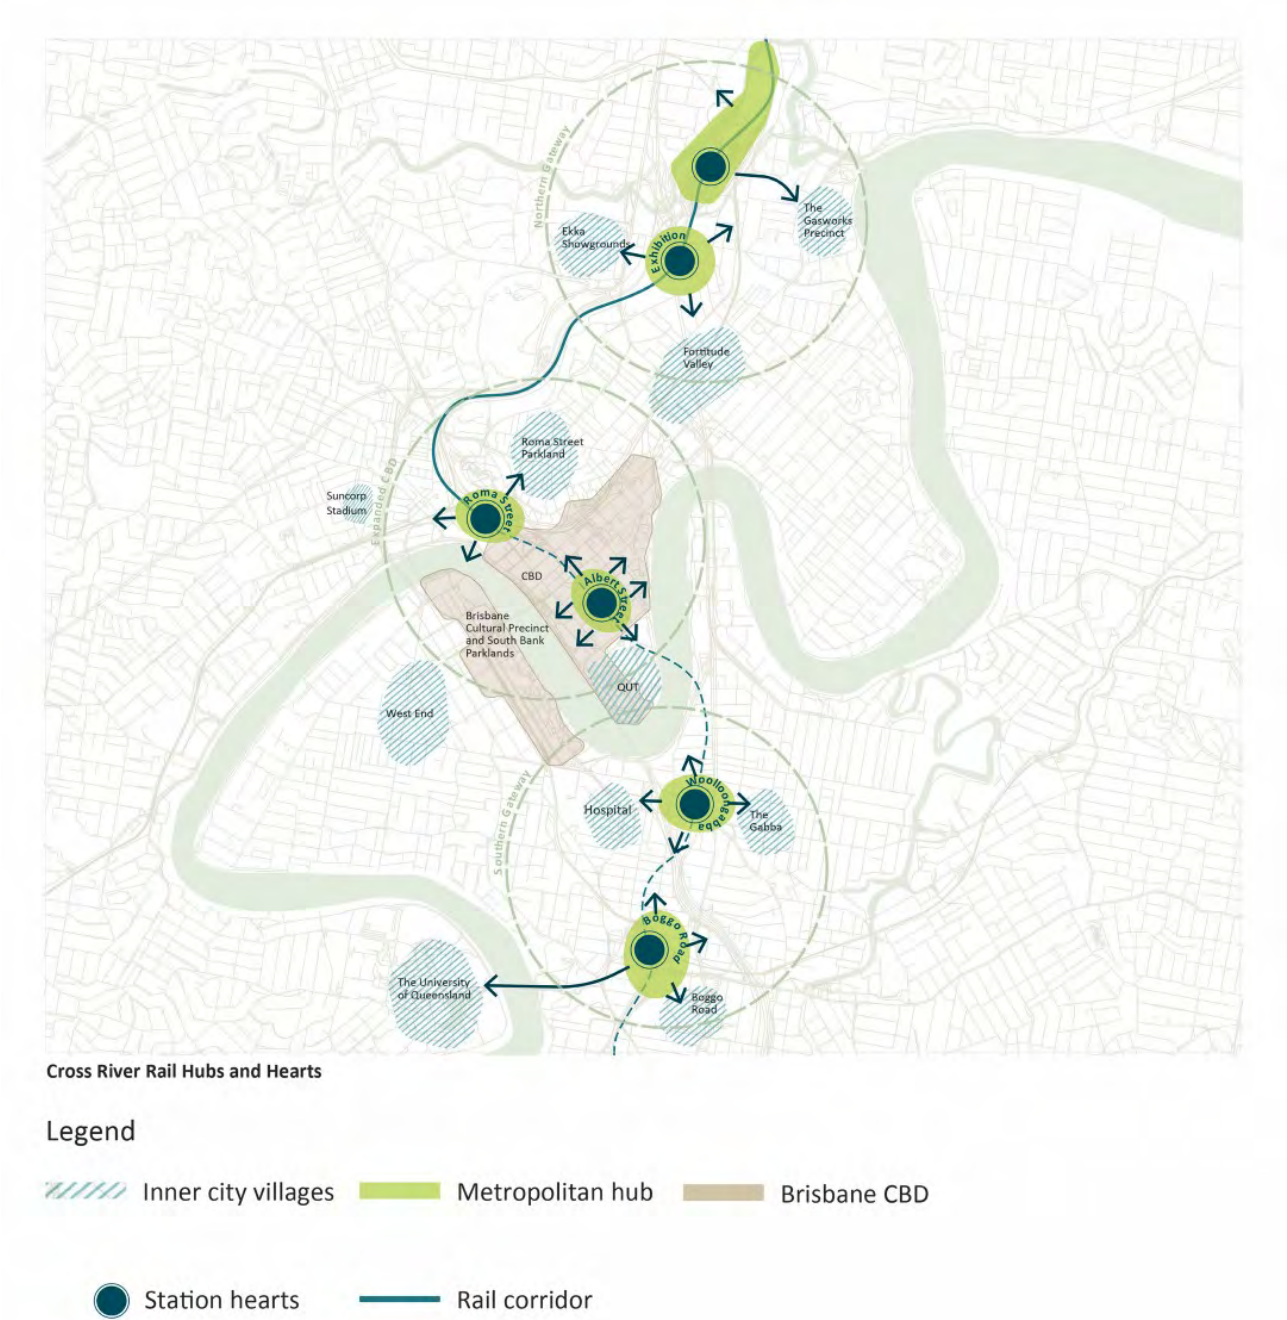 Northern Gateway
The
Gasworks
Precinct
Ekka
Showgrounds
Exhibition
Fortitude
Valley
Roma Street
Parkland
Expanded CBD
Suncorp
Stadium
Roma Street
CBD
Albert Street
Brisbane
Cultural Precinct
and South Bank
Parklands
QUT
West End
Southern Gateway
Woolloongabba
Hospital
The
Gabba
Boggo Road
The University
of Queensland
Boggo
Road
Cross River Rail Hubs and Hearts
Legend
Inner city villages
Metropolitan hub
Brisbane CBD
Station hearts
Rail corridor